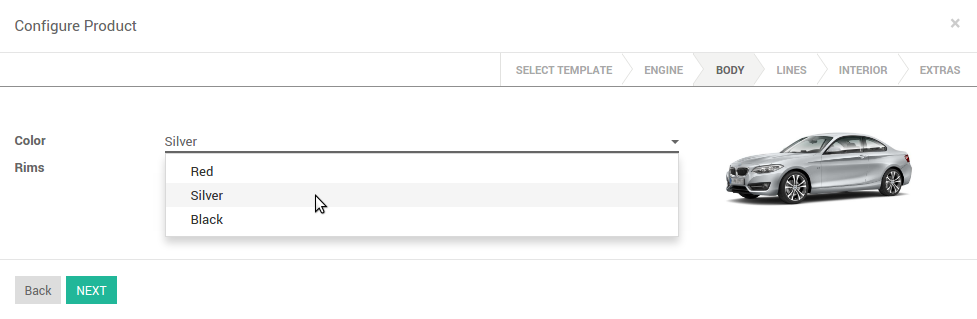 Configure Product ×
SELECT TEMPLATE ENGINE BODY LINES INTERIOR EXTRAS
Color Silver
Rims
Red
Silver
Black
Back NEXT